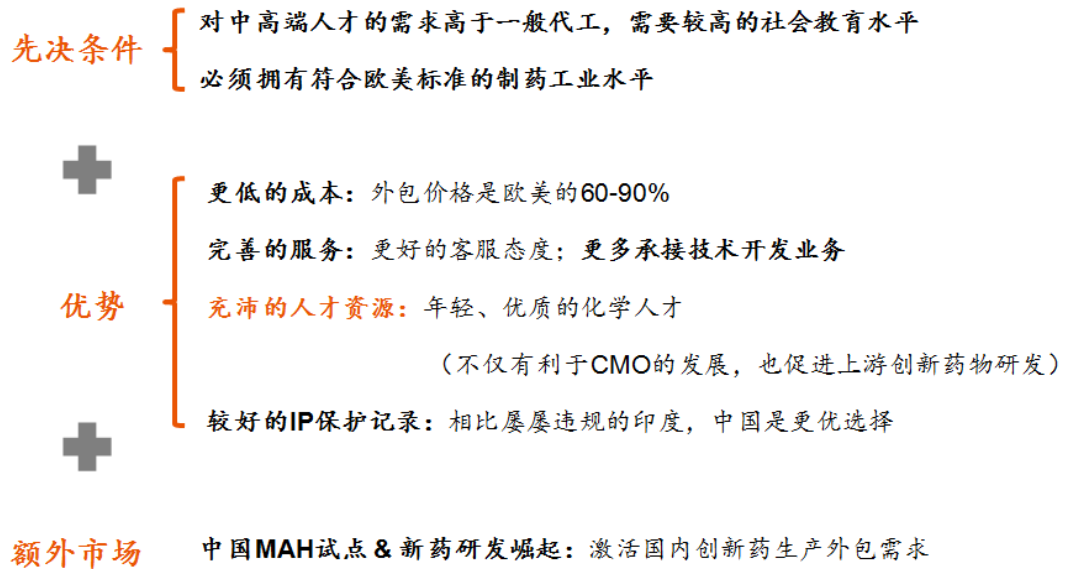 对中高端人才的需求高于一般代工，需要较高的社会教育水平
先决条件
必须拥有符合欧美标准的制药工业水平
更低的成本：外包价格是欧美的60-90%
完善的服务：更好的客服态度；更多承接技术开发业务
优势
充沛的人才资源：年轻、优质的化学人才
（不仅有利于CMO的发展，也促进上游创新药物研发）
较好的IP保护记录：相比屡屡违规的印度，中国是更优选择
额外市场
中国MAH试点 & 新药研发崛起：激活国内创新药生产外包需求